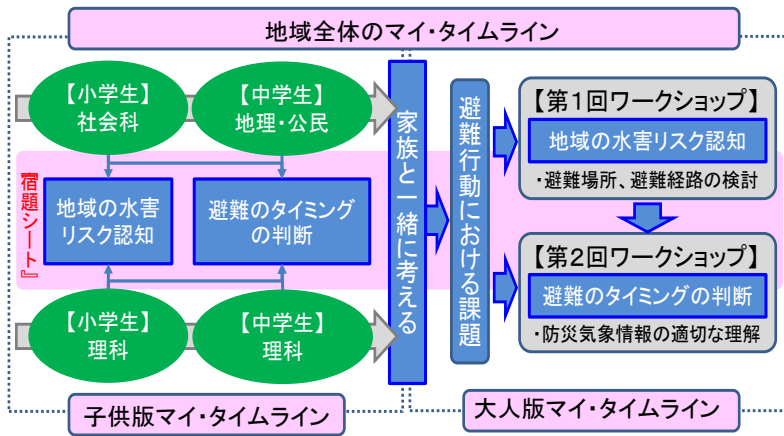 地域全体のマイ・タイムライン
【小学生】
社会科
【中学生】
地理・公民
『宿題シート』
地域の水害
リスク認知
避難のタイミング
の判断
【小学生】
理科
【中学生】
理科
家族と一緒に考える
避難行動における課題
【第1回ワークショップ】
地域の水害リスク認知
・避難場所、避難経路の検討
【第2回ワークショップ】
避難のタイミングの判断
・防災気象情報の適切な理解
子供版マイ・タイムライン
大人版マイ・タイムライン